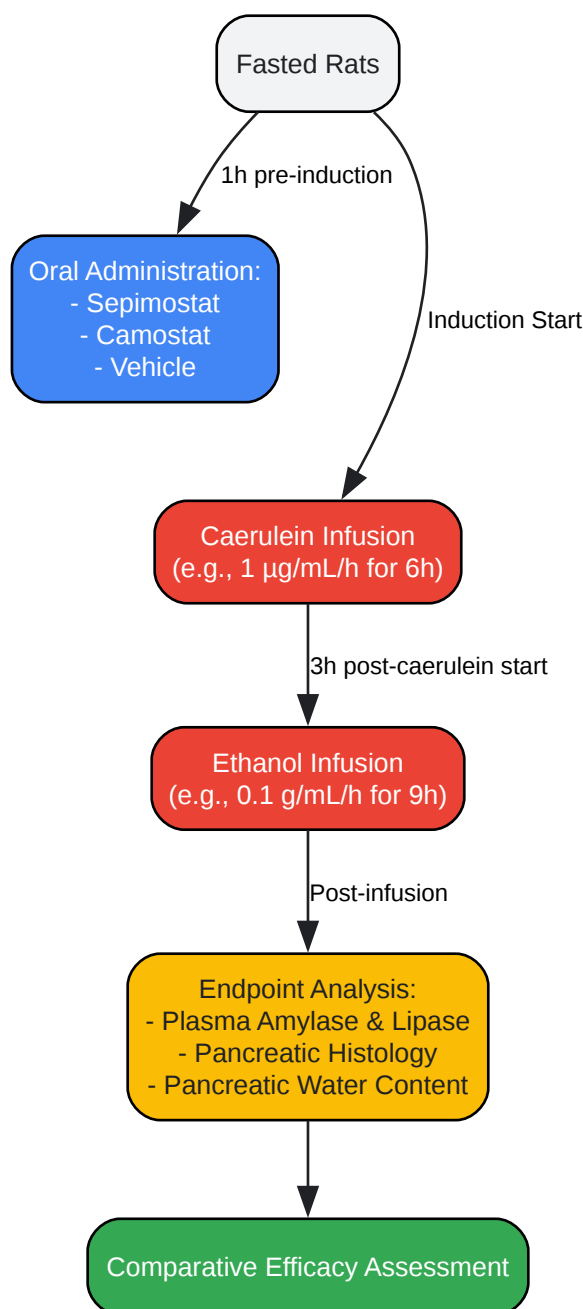 Fasted Rats
1h pre-induction
Oral Administration:
- Sepimostat
- Camostat
- Vehicle
Induction Start
Caerulein Infusion
(e.g., 1 µg/mL/h for 6h)
3h post-caerulein start
Ethanol Infusion
(e.g., 0.1 g/mL/h for 9h)
Post-infusion
Endpoint Analysis:
- Plasma Amylase & Lipase
- Pancreatic Histology
- Pancreatic Water Content
Comparative Efficacy Assessment